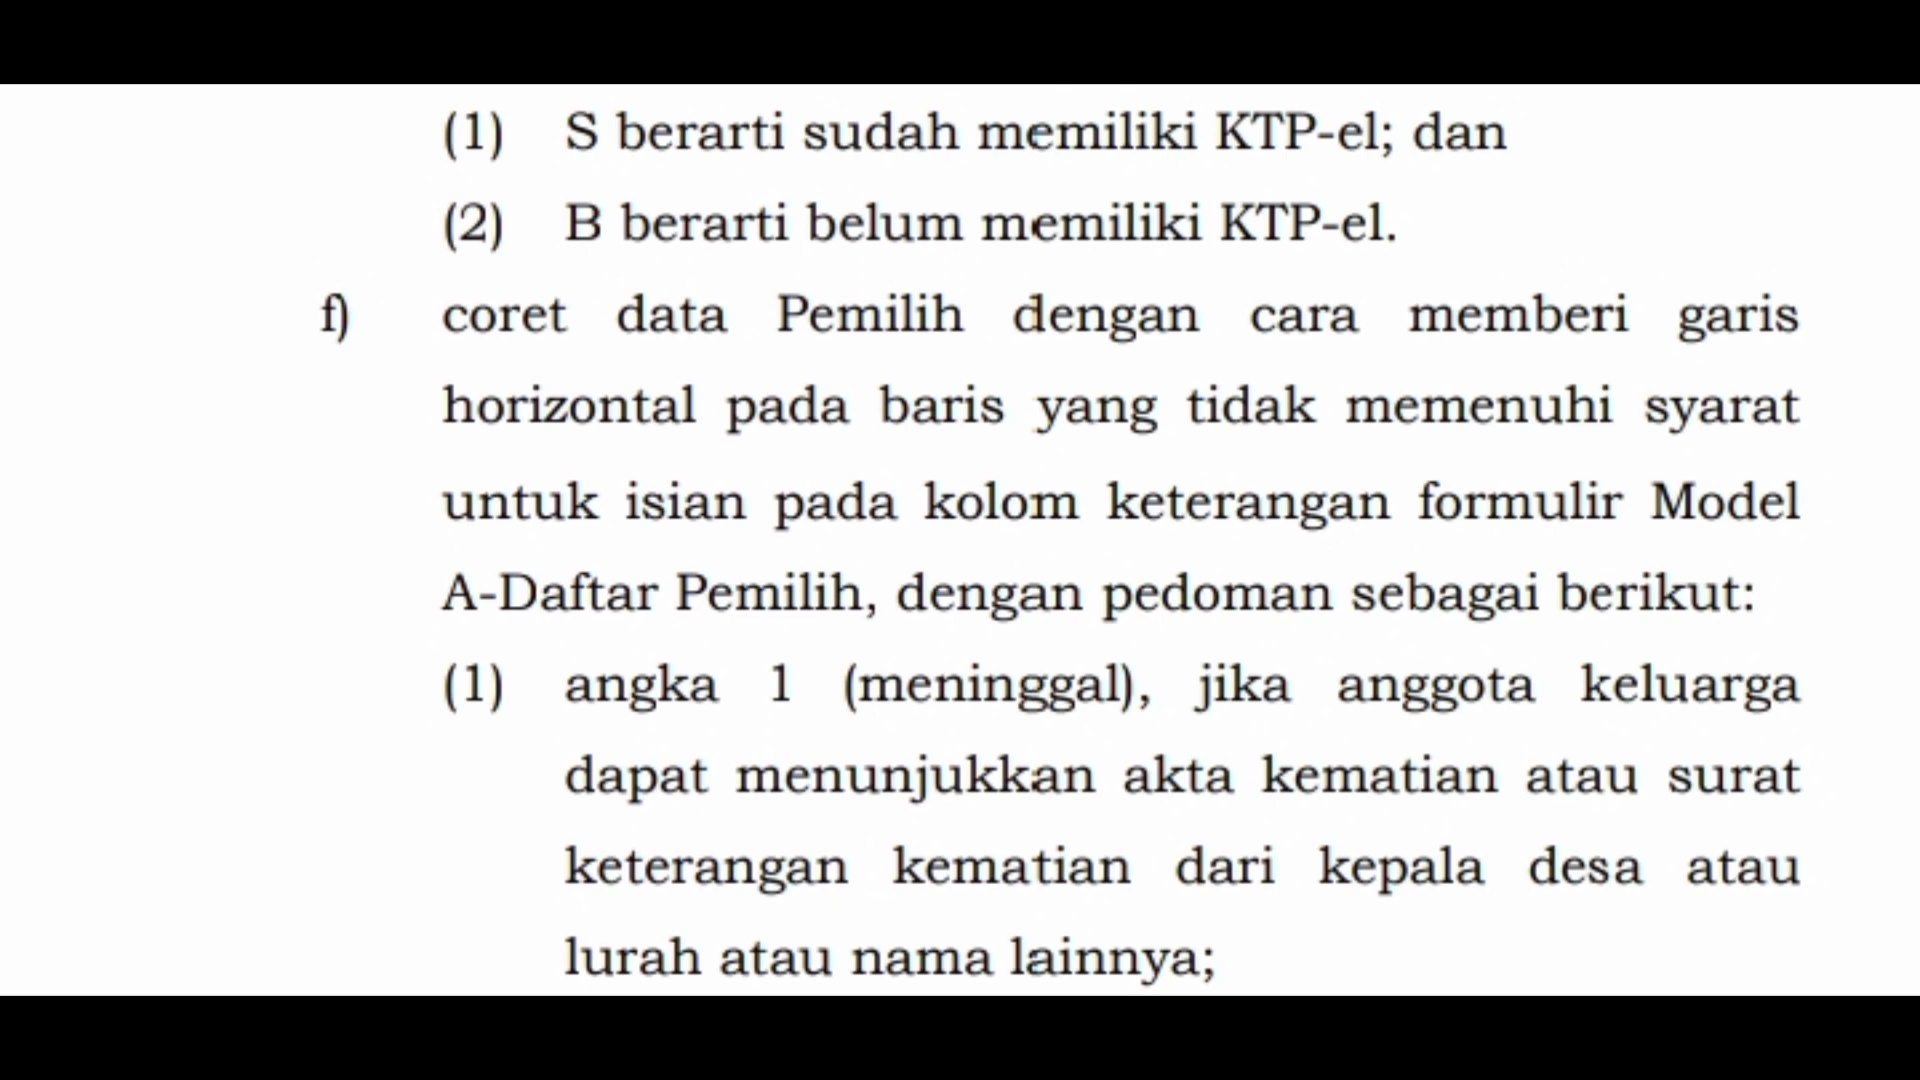 (1) S berarti sudah memiliki KTP-el; dan
(2) B berarti belum memiliki KTP-el.
f) coret data Pemilih dengan cara memberi garis
horizontal pada baris yang tidak memenuhi syarat
untuk isian pada kolom keterangan formulir Model
A-Daftar Pemilih, dengan pedoman sebagai berikut:
(1) angka 1 (meninggal), jika anggota keluarga
dapat menunjukkan akta kematian atau surat
keterangan kematian dari kepala desa atau
lurah atau nama lainnya;